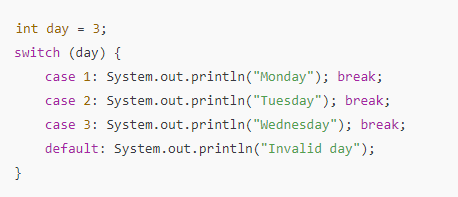 int day = 3;
switch (day) {
    case 1: System.out.println("Monday"); break;
    case 2: System.out.println("Tuesday"); break;
    case 3: System.out.println("Wednesday"); break;
    default: System.out.println("Invalid day");
}